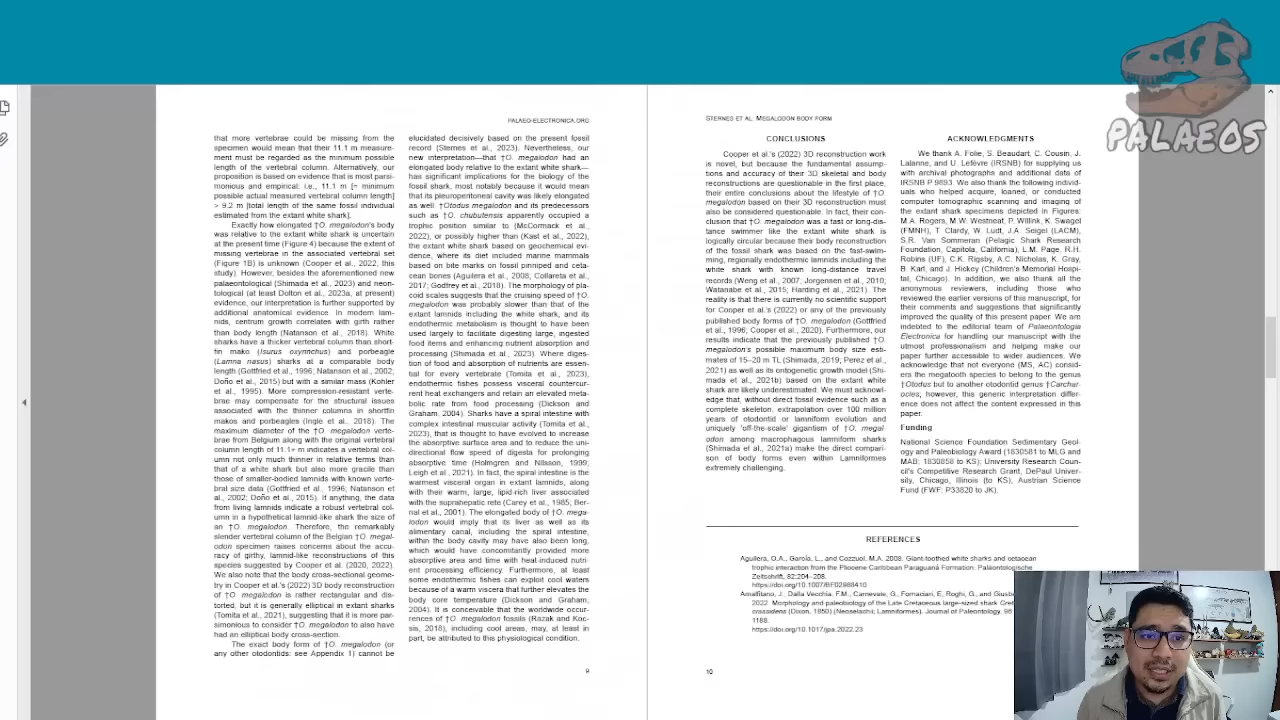 PALAEO-ELECTRONICA.ORG
that more vertebrae could be missing from the
specimen would mean that their 11.1 m measure-
ment must be regarded as the minimum possible
length of the vertebral column. Alternatively, our
proposition is based on evidence that is most parsi-
monious and empirical: i.e., 11.1 m [= minimum
possible actual measured vertebral column length]
> 9.2 m [total length of the same fossil individual
estimated from the extant white shark].
Exactly how elongated †O. megalodon's body
was relative to the extant white shark is uncertain
at the present time (Figure 4) because the extent of
missing vertebrae in the associated vertebral set
(Figure 1B) is unknown (Cooper et al., 2022, this
study). However, besides the aforementioned new
palaeontological (Shimada et al., 2023) and neon-
tological (at least Dolton et al., 2023a, at present)
evidence, our interpretation is further supported by
additional anatomical evidence. In modern lam-
nids, centrum growth correlates with girth rather
than body length (Natanson et al., 2018). White
sharks have a thicker vertebral column than short-
fin mako (Isurus oxyrinchus) and porbeagle
(Lamna nasus) sharks at a comparable body
length (Gottfried et al., 1996; Natanson et al., 2002;
Doño et al., 2015) but with a similar mass (Kohler
et al., 1995). More compression-resistant verte-
brae may compensate for the structural issues
associated with the thinner columns in shortfin
makos and porbeagles (Ingle et al., 2018). The
maximum diameter of the †O. megalodon verte-
brae from Belgium along with the original vertebral
column length of 11.1+ m indicates a vertebral col-
umn not only much thinner in relative terms than
that of a white shark but also more gracile than
those of smaller-bodied lamnids with known verte-
bral size data (Gottfried et al., 1996; Natanson et
al., 2002; Doño et al., 2015). If anything, the data
from living lamnids indicate a robust vertebral col-
umn in a hypothetical lamnid-like shark the size of
an †O. megalodon. Therefore, the remarkably
slender vertebral column of the Belgian †O. megal-
odon specimen raises concerns about the accu-
racy of girthy, lamnid-like reconstructions of this
species suggested by Cooper et al. (2020, 2022).
We also note that the body cross-sectional geome-
try in Cooper et al.'s (2022) 3D body reconstruction
of †O. megalodon is rather rectangular and dis-
torted, but it is generally elliptical in extant sharks
(Tomita et al., 2021), suggesting that it is more par-
simonious to consider †O. megalodon to also have
had an elliptical body cross-section.
The exact body form of †O. megalodon (or
any other otodontids: see Appendix 1) cannot be
elucidated decisively based on the present fossil
record (Sternes et al., 2023). Nevertheless, our
new interpretation—that †O. megalodon had an
elongated body relative to the extant white shark—
has significant implications for the biology of the
fossil shark, most notably because it would mean
that its pleuroperitoneal cavity was likely elongated
as well †Otodus megalodon and its predecessors
such as †O. chubutensis apparently occupied a
trophic position similar to (McCormack et al.,
2022), or possibly higher than (Kast et al., 2022),
the extant white shark based on geochemical evi-
dence, where its diet included marine mammals
based on bite marks on fossil pinniped and ceta-
cean bones (Aguilera et al., 2008; Collareta et al.,
2017; Godfrey et al., 2018). The morphology of pla-
coid scales suggests that the cruising speed of †O.
megalodon was probably slower than that of the
extant lamnids including the white shark, and its
endothermic metabolism is thought to have been
used largely to facilitate digesting large, ingested
food items and enhancing nutrient absorption and
processing (Shimada et al., 2023). Where diges-
tion of food and absorption of nutrients are essen-
tial for every vertebrate (Tomita et al., 2023),
endothermic fishes possess visceral countercur-
rent heat exchangers and retain an elevated meta-
bolic rate from food processing (Dickson and
Graham, 2004). Sharks have a spiral intestine with
complex intestinal muscular activity (Tomita et al.,
2023), that is thought to have evolved to increase
the absorptive surface area and to reduce the uni-
directional flow speed of digesta for prolonging
absorptive time (Holmgren and Nilsson, 1999;
Leigh et al., 2021). In fact, the spiral intestine is the
warmest visceral organ in extant lamnids, along
with their warm, large, lipid-rich liver associated
with the suprahepatic rete (Carey et al., 1985; Ber-
nal et al., 2001). The elongated body of †O. mega-
lodon would imply that its liver as well as its
alimentary canal, including the spiral intestine,
within the body cavity may have also been long,
which would have concomitantly provided more
absorptive area and time with heat-induced nutri-
ent processing efficiency. Furthermore, at least
some endothermic fishes can exploit cool waters
because of a warm viscera that further elevates the
body core temperature (Dickson and Graham,
2004). It is conceivable that the worldwide occur-
rences of †O. megalodon fossils (Razak and Koc-
sis, 2018), including cool areas, may, at least in
part, be attributed to this physiological condition.
9
STERNES ET AL: MEGALODON BODY FORM
CONCLUSIONS
Cooper et al.'s (2022) 3D reconstruction work
is novel, but because the fundamental assump-
tions and accuracy of their 3D skeletal and body
reconstructions are questionable in the first place,
their entire conclusions about the lifestyle of †O.
megalodon based on their 3D reconstruction must
also be considered questionable. In fact, their con-
clusion that †O. megalodon was a fast or long-dis-
tance swimmer like the extant white shark is
logically circular because their body reconstruction
of the fossil shark was based on the fast-swim-
ming, regionally endothermic lamnids including the
white shark with known long-distance travel
records (Weng et al., 2007; Jorgensen et al., 2010,
Watanabe et al., 2015; Harding et al., 2021). The
reality is that there is currently no scientific support
for Cooper et al.'s (2022) or any of the previously
published body forms of †O. megalodon (Gottfried
et al., 1996; Cooper et al., 2020). Furthermore, our
results indicate that the previously published †O.
megalodon's possible maximum body size esti-
mates of 15–20 m TL (Shimada, 2019; Perez et al.,
2021) as well as its ontogenetic growth model (Shi-
mada et al., 2021b) based on the extant white
shark are likely underestimated. We must acknowl-
edge that, without direct fossil evidence such as a
complete skeleton, extrapolation over 100 million
years of otodontid or lamniform evolution and
uniquely 'off-the-scale' gigantism of †O. megal-
odon among macrophagous lamniform sharks
(Shimada et al., 2021a) make the direct compari-
son of body forms even within Lamniformes
extremely challenging.
ACKNOWLEDGMENTS
We thank A. Folie, S. Beaudart, C. Cousin, J.
Lalanne, and U. Lefèvre (IRSNB) for supplying us
with archival photographs and additional data of
IRSNB P 9893. We also thank the following individ-
uals who helped acquire, loaned, or conducted
computer tomographic scanning and imaging of
the extant shark specimens depicted in Figures:
M.A. Rogers, M.W. Westneat, P. Willink, K. Swagel
(FMNH), T Clardy, W. Ludt, J.A. Seigel (LACM),
S.R. Van Sommeran (Pelagic Shark Research
Foundation, Capitola, California), L.M. Page, R.H.
Robins (UF), C.K. Rigsby, A.C. Nicholas, K. Gray,
B. Karl, and J. Hickey (Children's Memorial Hospi-
tal, Chicago). In addition, we also thank all the
anonymous reviewers, including those who
reviewed the earlier versions of this manuscript, for
their comments and suggestions that significantly
improved the quality of this present paper. We are
indebted to the editorial team of Palaeontologia
Electronica for handling our manuscript with the
utmost professionalism and helping make our
paper further accessible to wider audiences. We
acknowledge that not everyone (MS, AC) consid-
ers the megatooth species to belong to the genus
†Otodus but to another otodontid genus †Carchar-
ocles; however, this generic interpretation differ-
ence does not affect the content expressed in this
paper.
Funding
National Science Foundation Sedimentary Geol-
ogy and Paleobiology Award (1830581 to MLG and
MAB; 1830858 to KS); University Research Coun-
cil's Competitive Research Grant, DePaul Univer-
sity, Chicago, Illinois (to KS), Austrian Science
Fund (FWF: P33820 to JK).
REFERENCES
Aguilera, O.A., García, L., and Cozzuol, M.A. 2008. Giant-toothed white sharks and cetacean
trophic interaction from the Pliocene Caribbean Paraguaná Formation. Paläontologische
Zeitschrift, 82:204–208.
https://doi.org/10.1007/BF02988410
Amalfitano, J., Dalla Vecchia, F.M., Carnevale, G., Fornaciari, E., Roghi, G., and Giusb
2022. Morphology and paleobiology of the Late Cretaceous large-sized shark Cret
crassidens (Dixon, 1850) (Neoselachii; Lamniformes). Journal of Paleontology, 96
1188.
https://doi.org/10.1017/jpa.2022.23
10
PALAEOS